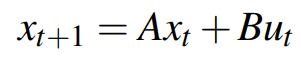 x_{t+1} = Ax_t + Bu_t